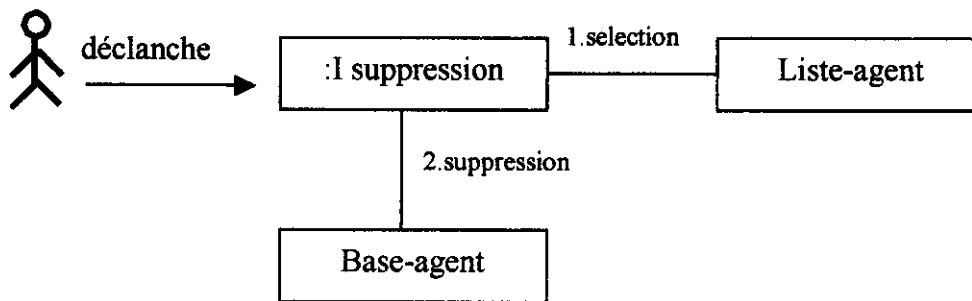 déclanche
1.selection
:I suppression
Liste-agent
2.suppression
Base-agent